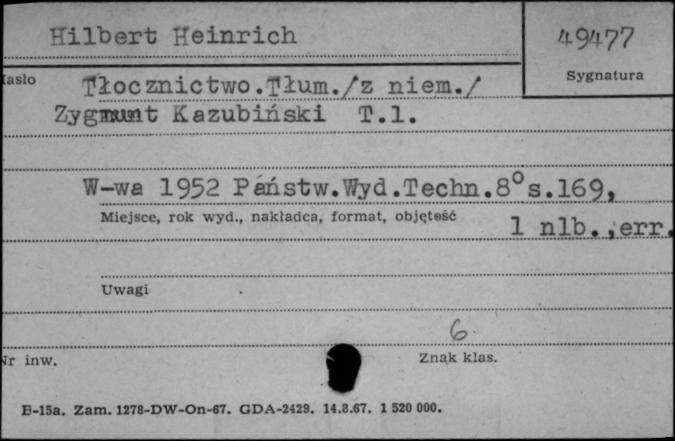 Hilbert Heinrich
49477
Sygnatura
Hasło
Tłocznictwo.Tłum./z niem./
Zygmunt Kazubiński T.1.
W-wa 1952 Państw.Wyd.Techn.8°s.169,
Miejsce, rok wyd., nakładca, format, objętość
1 nlb.,err.
Uwagi
6
Nr inw.
Znak klas.
B-15a. Zam. 1278-DW-On-67. GDA-2429. 14.8.67. 1 520 000.